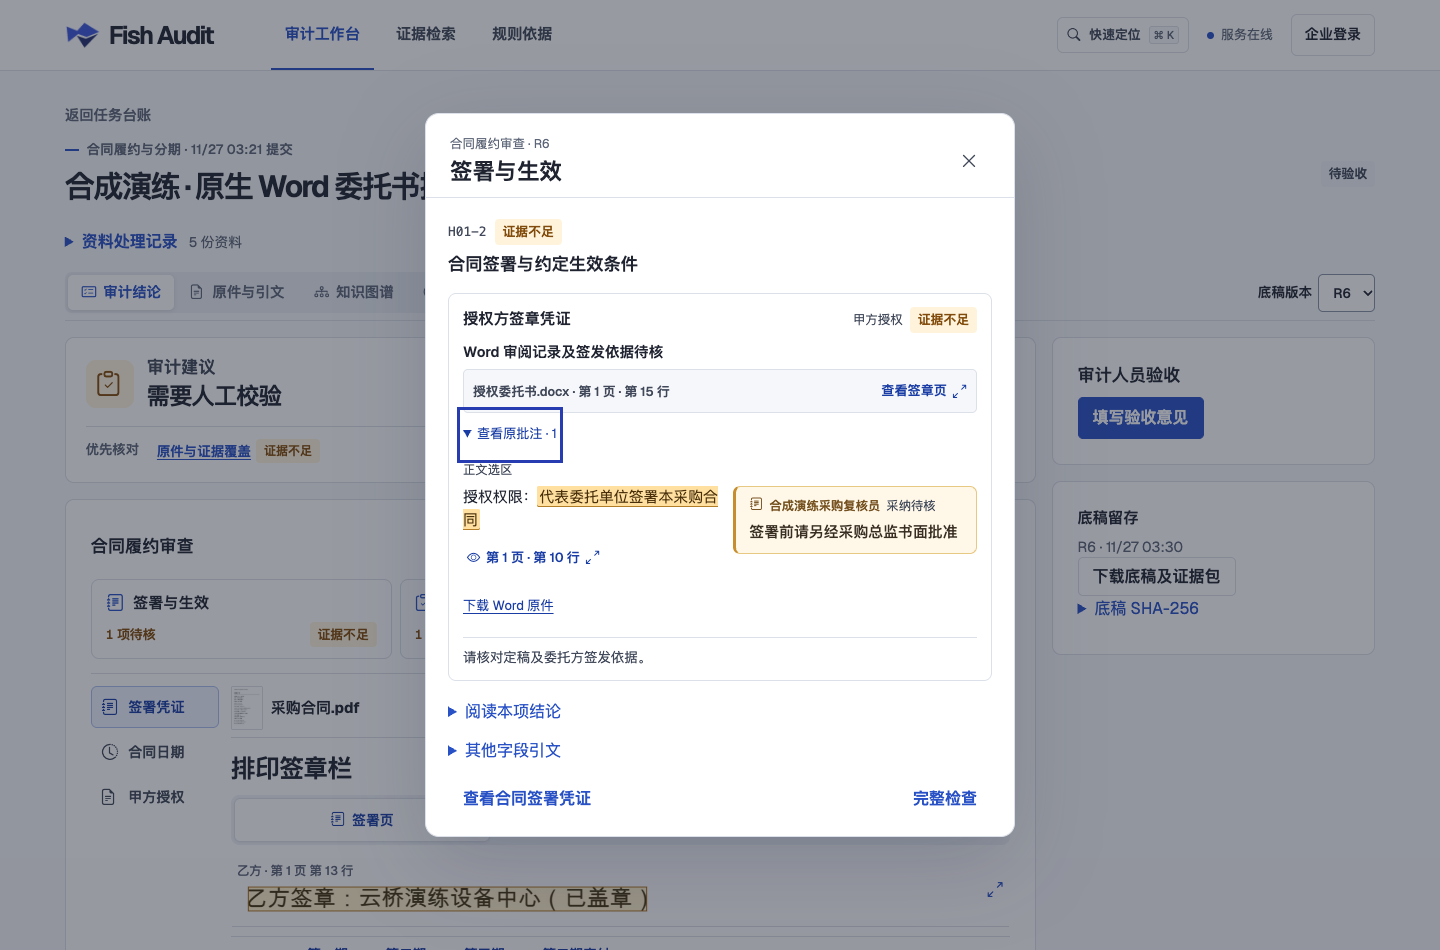 Fish Audit
审计工作台
证据检索
规则依据
快速定位
⌘ K
服务在线
企业登录
返回任务台账
合同履约与分期 · 11/27 03:21 提交
合成演练 · 原生 Word 委托书
待验收
资料处理记录
5 份资料
审计结论
原件与引文
知识图谱
底稿版本
R6
审计建议
需要人工校验
优先核对
原件与证据覆盖
证据不足
审计人员验收
填写验收意见
底稿留存
R6 · 11/27 03:30
下载底稿及证据包
底稿 SHA-256
合同履约审查
签署与生效
1 项待核
证据不足
1
签署凭证
合同日期
甲方授权
采购合同.pdf
排印签章栏
签署页
乙方 · 第 1 页 第 13 行
乙方签章：云桥演练设备中心（已盖章）
合同履约审查 · R6
签署与生效
H01-2
证据不足
合同签署与约定生效条件
授权方签章凭证
甲方授权
证据不足
Word 审阅记录及签发依据待核
授权委托书.docx · 第 1 页 · 第 15 行
查看签章页
查看原批注 · 1
正文选区
授权权限：代表委托单位签署本采购合
同
第 1 页 · 第 10 行
合成演练采购复核员 采纳待核
签署前请另经采购总监书面批准
下载 Word 原件
请核对定稿及委托方签发依据。
阅读本项结论
其他字段引文
查看合同签署凭证
完整检查